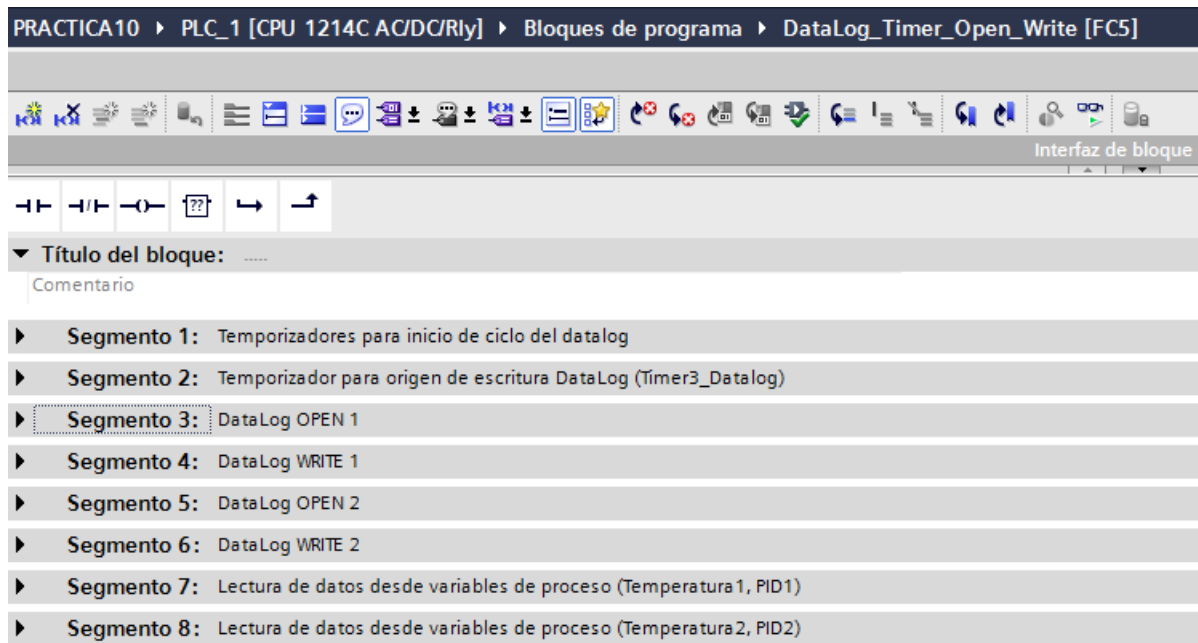 PRACTICA10 ▸ PLC_1 [CPU 1214C AC/DC/Rly] ▸ Bloques de programa ▸ DataLog_Timer_Open_Write [FC5]
Interfaz de bloque
??
Título del bloque: .....
Comentario
Segmento 1: Temporizadores para inicio de ciclo del datalog
Segmento 2: Temporizador para origen de escritura DataLog (Timer3_Datalog)
Segmento 3: DataLog OPEN 1
Segmento 4: DataLog WRITE 1
Segmento 5: DataLog OPEN 2
Segmento 6: DataLog WRITE 2
Segmento 7: Lectura de datos desde variables de proceso (Temperatura1, PID1)
Segmento 8: Lectura de datos desde variables de proceso (Temperatura2, PID2)